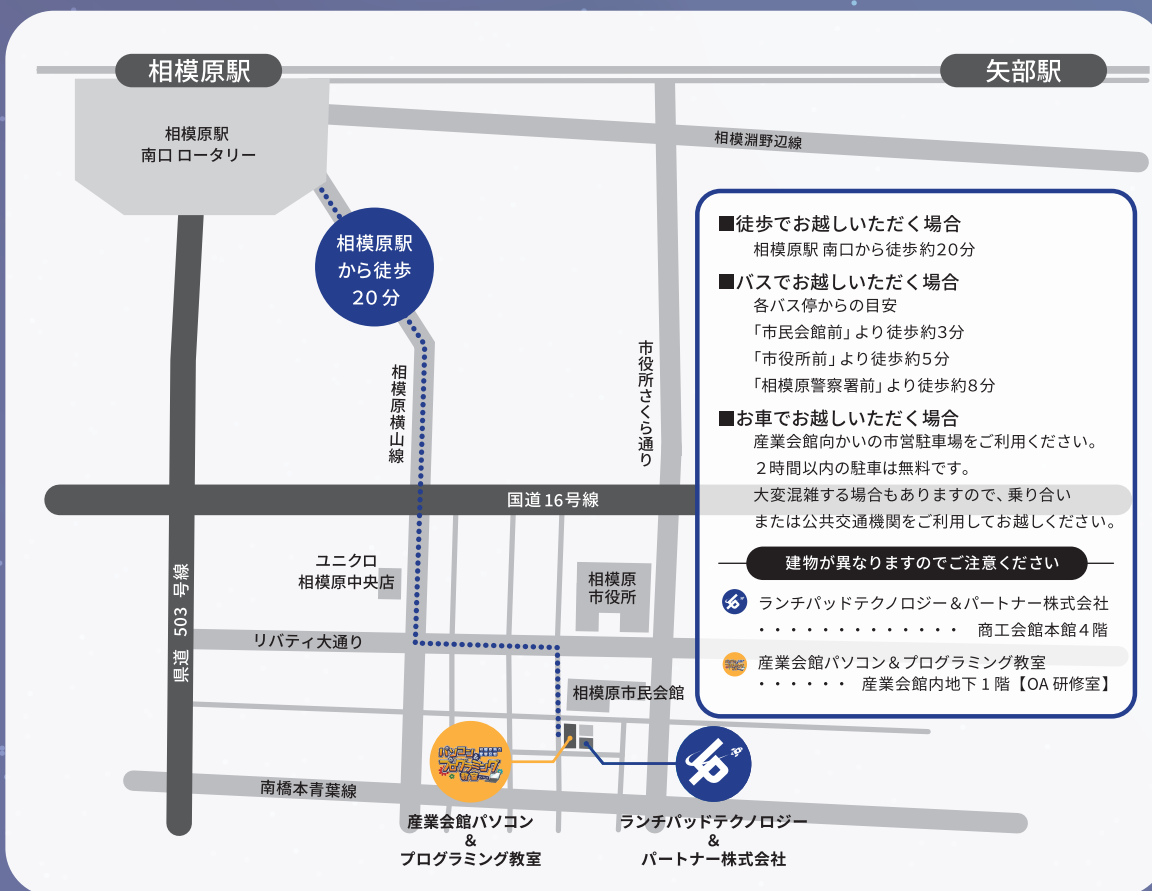 相模原駅
矢部駅
相模原駅
南口 ロータリー
相模淵野辺線
相模原駅
から徒歩
20分
相模原横山線
市役所さくら通り
国道16号線
県道 503 号線
ユニクロ
相模原中央店
相模原
市役所
リバティ大通り
相模原市民会館
南橋本青葉線
パソコン&
プログラミング
教室
産業会館パソコン
&
プログラミング教室
ランチパッドテクノロジー
&
パートナー株式会社
■徒歩でお越しいただく場合
相模原駅 南口から徒歩約20分
■バスでお越しいただく場合
各バス停からの目安
「市民会館前」より徒歩約3分
「市役所前」より徒歩約5分
「相模原警察署前」より徒歩約8分
■お車でお越しいただく場合
産業会館向かいの市営駐車場をご利用ください。
２時間以内の駐車は無料です。
大変混雑する場合もありますので、乗り合い
または公共交通機関をご利用してお越しください。
建物が異なりますのでご注意ください
ランチパッドテクノロジー＆パートナー株式会社
・・・・・・・・・・・・・ 商工会館本館４階
産業会館パソコン＆プログラミング教室
・・・・・・ 産業会館内地下１階【OA 研修室】